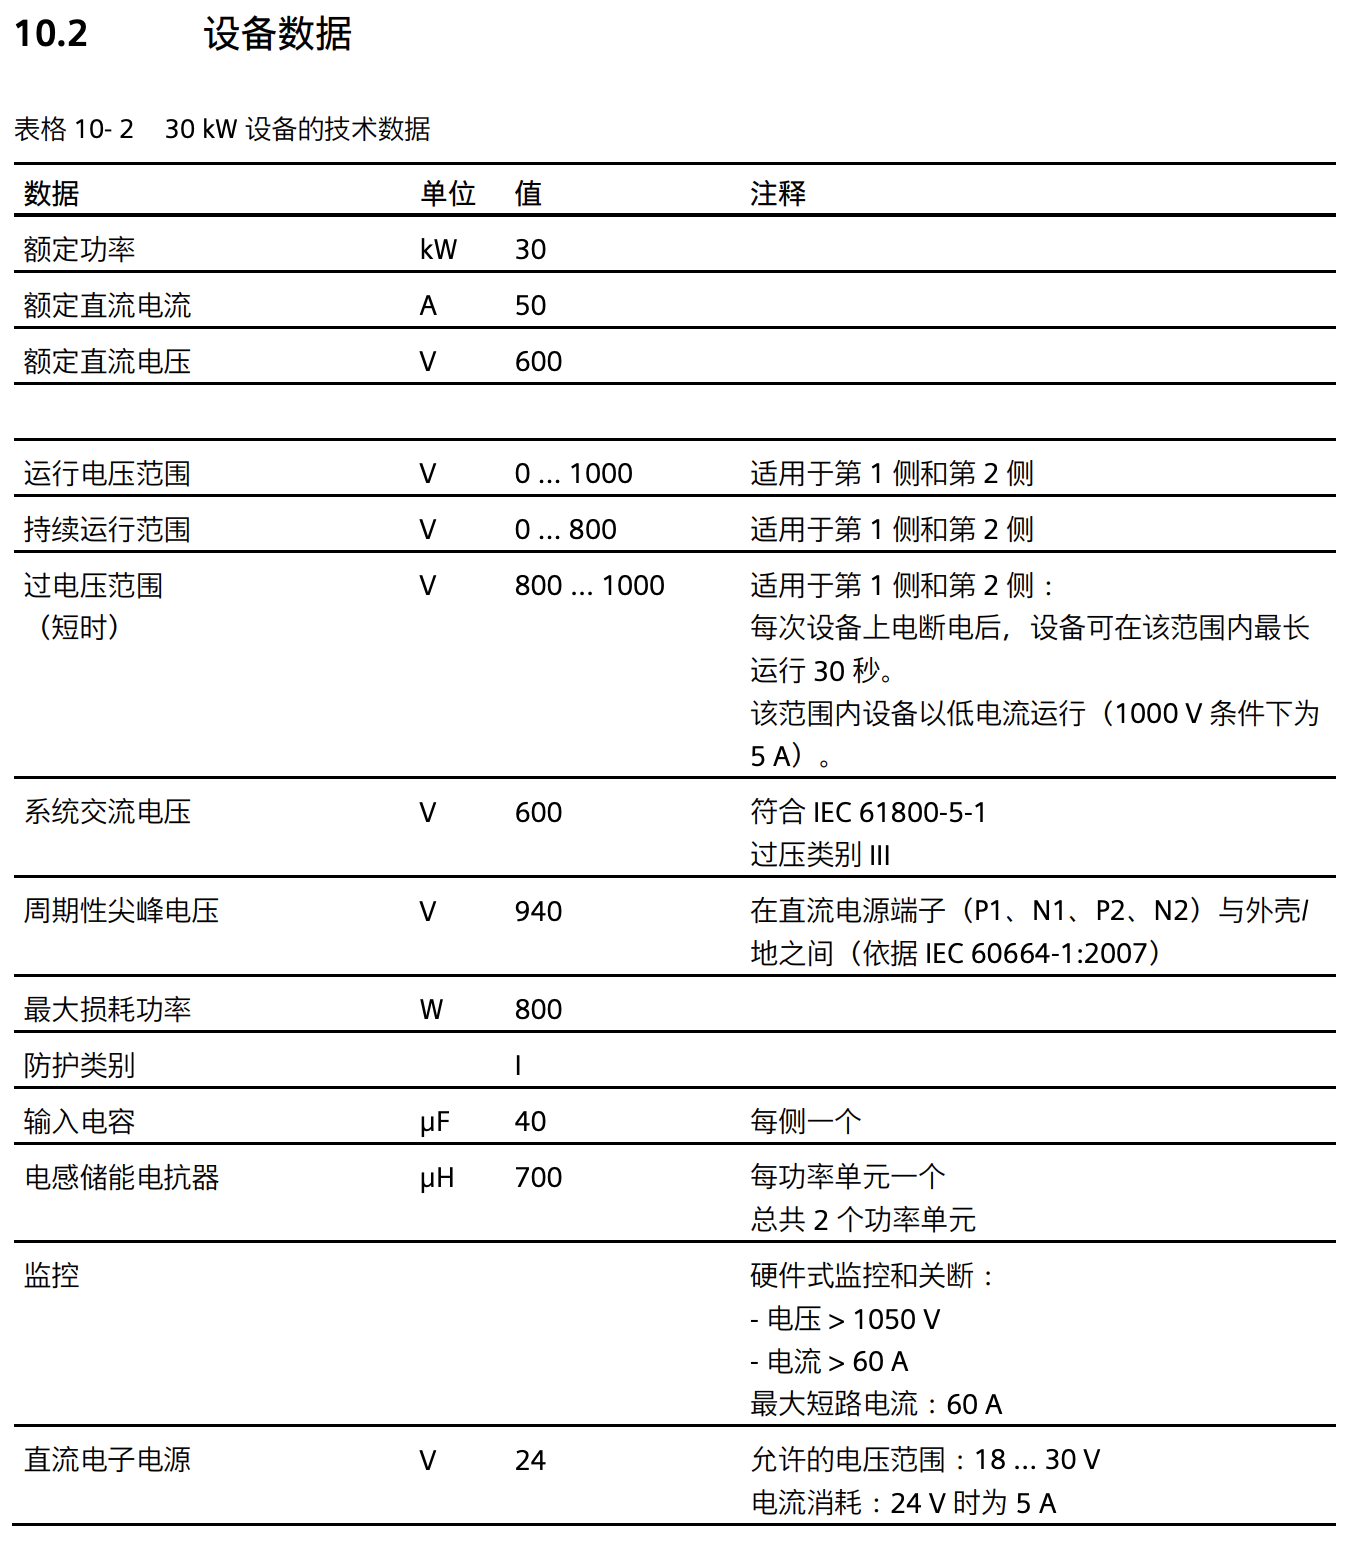 10.2 设备数据
表格 10- 2 30 kW 设备的技术数据
数据 单位 值 注释
额定功率 kW 30
额定直流电流 A 50
额定直流电压 V 600
运行电压范围 V 0 ... 1000 适用于第 1 侧和第 2 侧
持续运行范围 V 0 ... 800 适用于第 1 侧和第 2 侧
过电压范围 V 800 ... 1000 适用于第 1 侧和第 2 侧：
（短时） 每次设备上电断电后，设备可在该范围内最长
运行 30 秒。
该范围内设备以低电流运行（1000 V 条件下为
5 A）。
系统交流电压 V 600 符合 IEC 61800-5-1
过压类别 III
周期性尖峰电压 V 940 在直流电源端子（P1、N1、P2、N2）与外壳/
地之间（依据 IEC 60664-1:2007）
最大损耗功率 W 800
防护类别 I
输入电容 µF 40 每侧一个
电感储能电抗器 µH 700 每功率单元一个
总共 2 个功率单元
监控 硬件式监控和关断：
- 电压 > 1050 V
- 电流 > 60 A
最大短路电流：60 A
直流电子电源 V 24 允许的电压范围：18 ... 30 V
电流消耗：24 V 时为 5 A